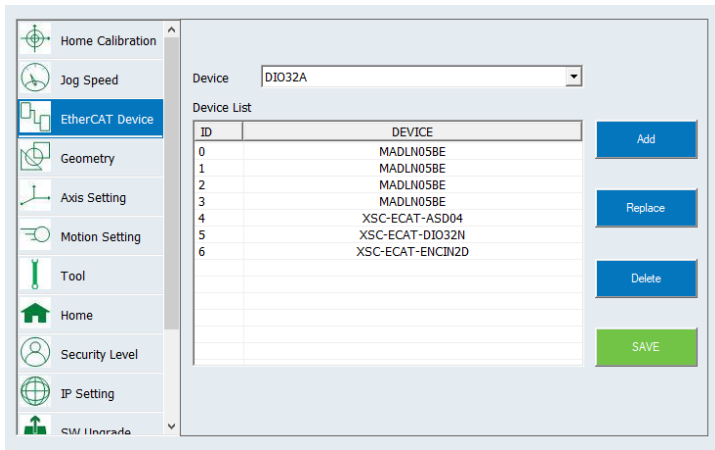 Home Calibration
Jog Speed
EtherCAT Device
Geometry
Axis Setting
Motion Setting
Tool
Home
Security Level
IP Setting
SW Upgrade
Device DIO32A
Device List
ID DEVICE
0 MADLN05BE
1 MADLN05BE
2 MADLN05BE
3 MADLN05BE
4 XSC-ECAT-ASD04
5 XSC-ECAT-DIO32N
6 XSC-ECAT-ENCIN2D
Add
Replace
Delete
SAVE